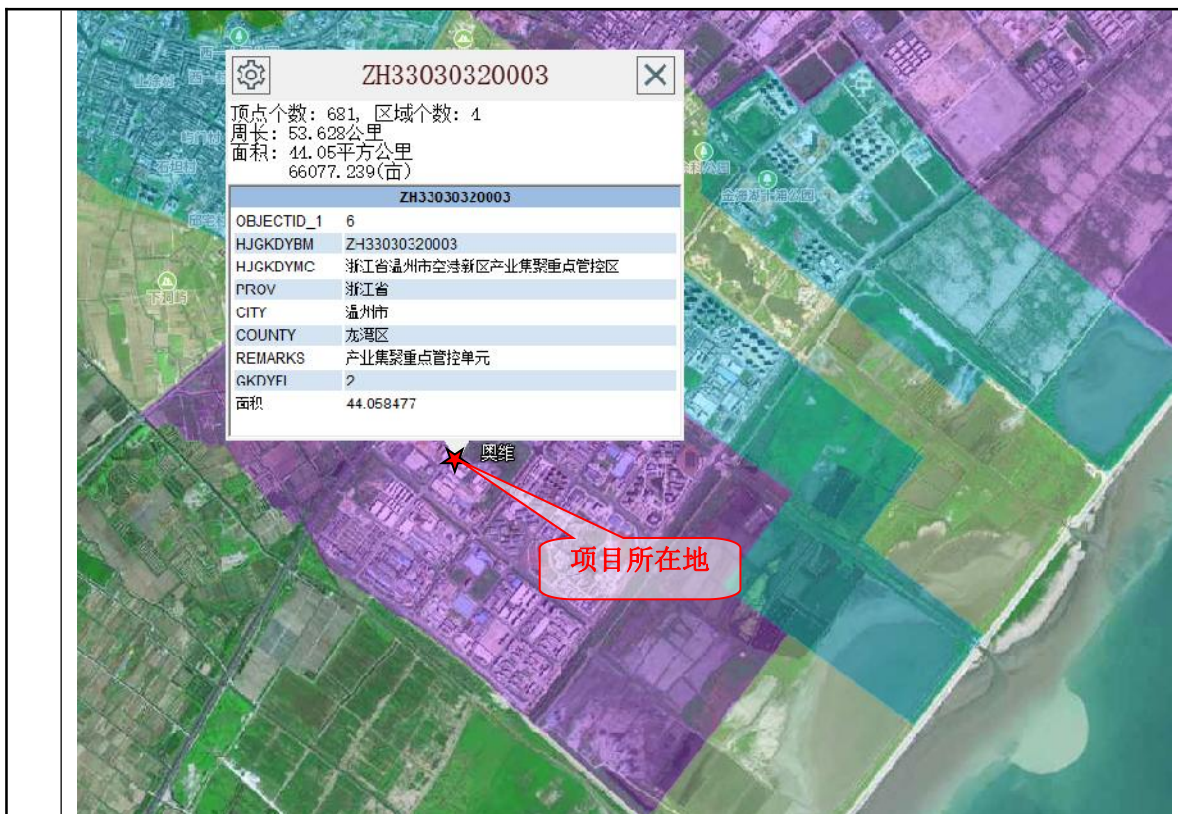 ZH33030320003
顶点个数: 681, 区域个数: 4
周长: 53.628公里
面积: 44.05平方公里
66077.239(亩)
ZH33030320003
OBJECTID_1 6
HJGKDYBM ZH33030320003
HJGKDYMC 浙江省温州市空港新区产业集聚重点管控区
PROV 浙江省
CITY 温州市
COUNTY 龙湾区
REMARKS 产业集聚重点管控单元
GKDYFL 2
面积 44.058477
奥维
项目所在地
石坦村